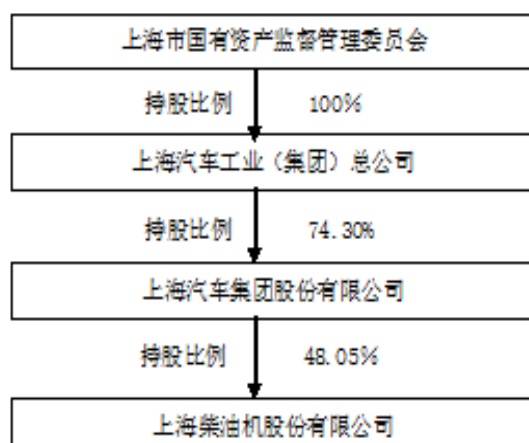 上海市国有资产监督管理委员会
持股比例 100%
上海汽车工业（集团）总公司
持股比例 74.30%
上海汽车集团股份有限公司
持股比例 48.05%
上海柴油机股份有限公司